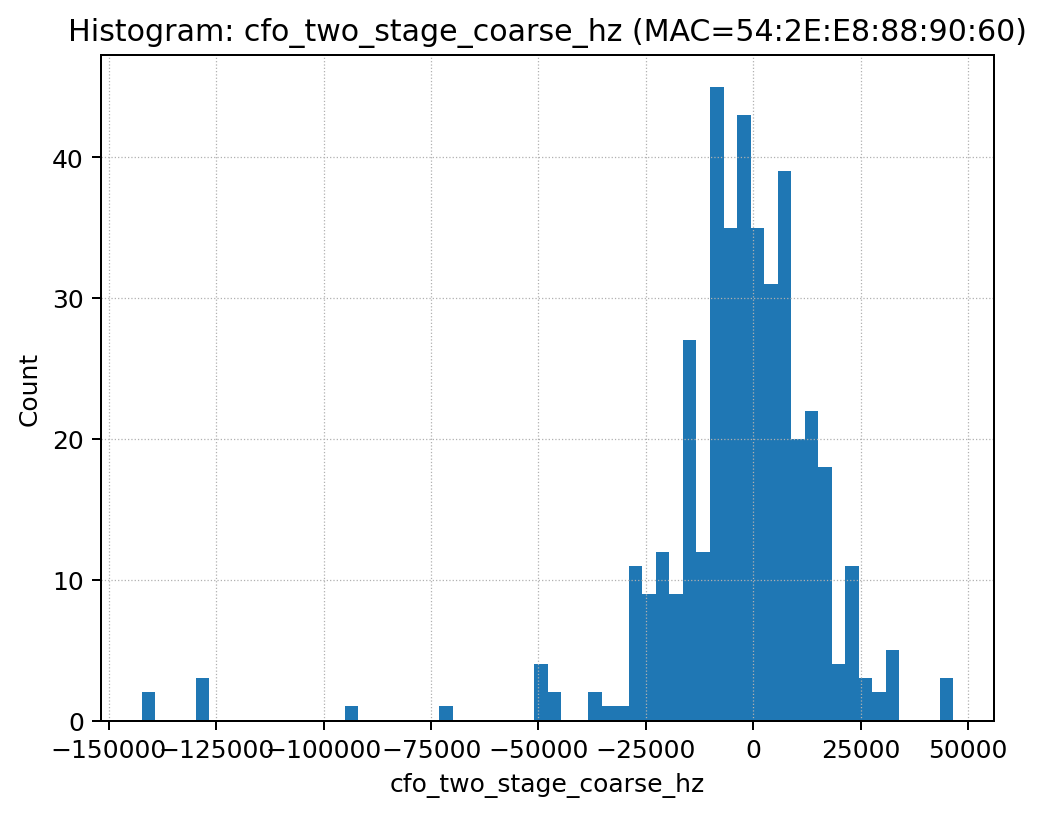 Histogram: cfo_two_stage_coarse_hz (MAC=54:2E:E8:88:90:60)
40
30
20
10
0
Count
−150000 −125000 −100000 −75000 −50000 −25000 0 25000 50000
cfo_two_stage_coarse_hz